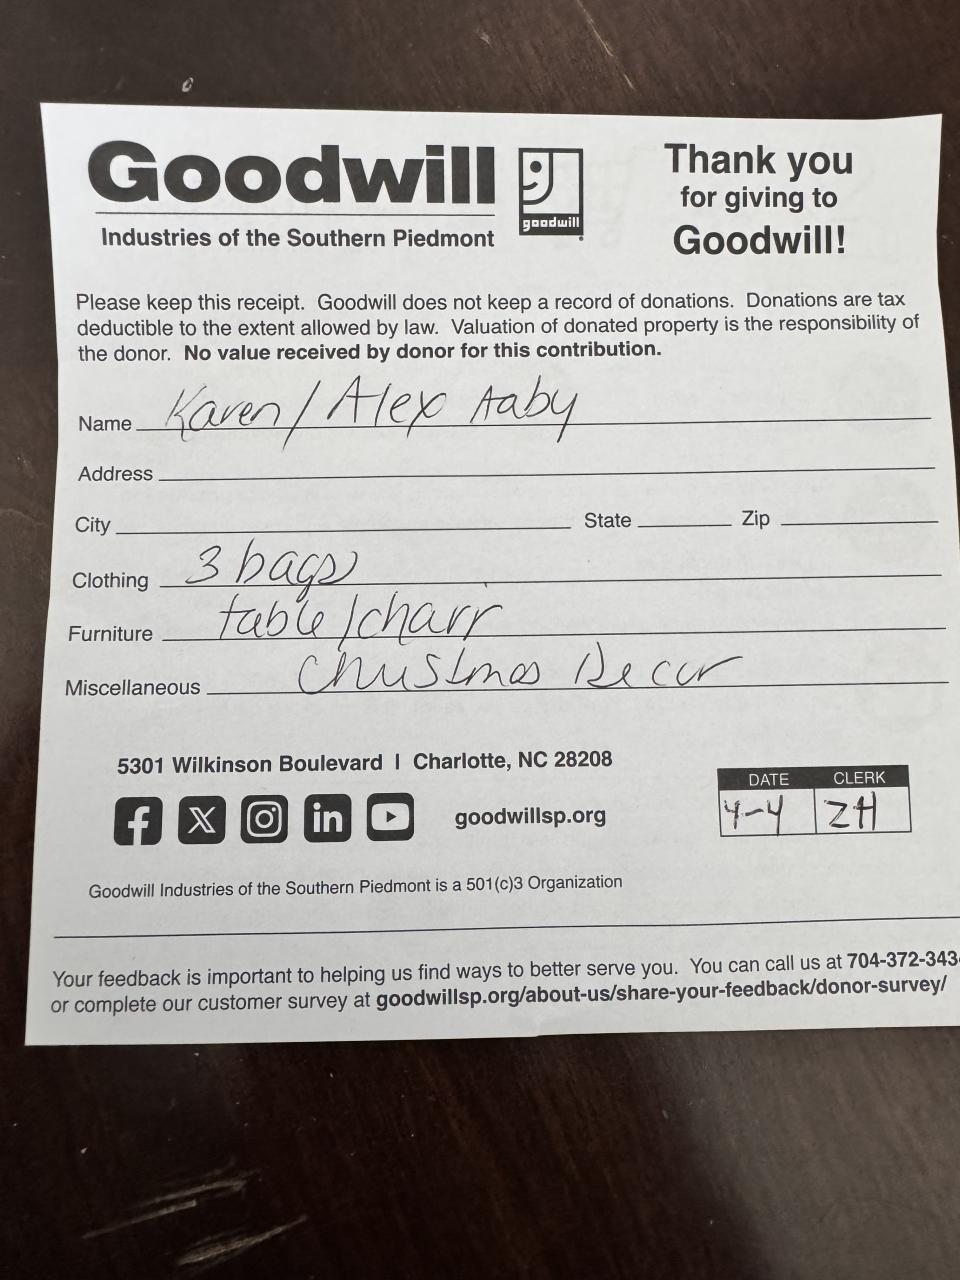 Goodwill
Industries of the Southern Piedmont
goodwill
Thank you
for giving to
Goodwill!
Please keep this receipt. Goodwill does not keep a record of donations. Donations are tax
deductible to the extent allowed by law. Valuation of donated property is the responsibility of
the donor. No value received by donor for this contribution.
Name Karen/Alex Aaby
Address
City State Zip
Clothing 3 bags
Furniture table/chair
Miscellaneous Christmas Decor
5301 Wilkinson Boulevard | Charlotte, NC 28208
goodwillsp.org
DATE CLERK
4-4 ZH
Goodwill Industries of the Southern Piedmont is a 501(c)3 Organization
Your feedback is important to helping us find ways to better serve you. You can call us at 704-372-343
or complete our customer survey at goodwillsp.org/about-us/share-your-feedback/donor-survey/